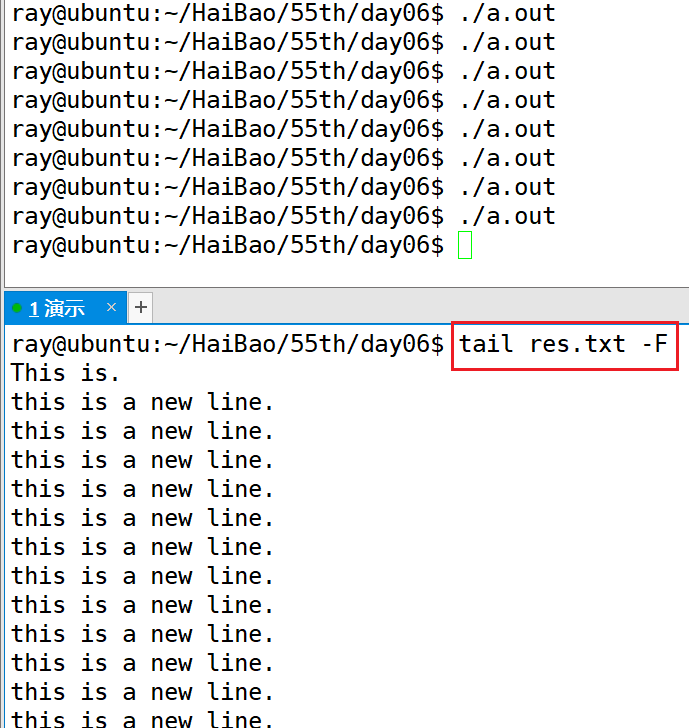 ray@ubuntu:~/HaiBao/55th/day06$ ./a.out
ray@ubuntu:~/HaiBao/55th/day06$ ./a.out
ray@ubuntu:~/HaiBao/55th/day06$ ./a.out
ray@ubuntu:~/HaiBao/55th/day06$ ./a.out
ray@ubuntu:~/HaiBao/55th/day06$ ./a.out
ray@ubuntu:~/HaiBao/55th/day06$ ./a.out
ray@ubuntu:~/HaiBao/55th/day06$ ./a.out
ray@ubuntu:~/HaiBao/55th/day06$ ./a.out
ray@ubuntu:~/HaiBao/55th/day06$
1 演示 × +
ray@ubuntu:~/HaiBao/55th/day06$ tail res.txt -F
This is.
this is a new line.
this is a new line.
this is a new line.
this is a new line.
this is a new line.
this is a new line.
this is a new line.
this is a new line.
this is a new line.
this is a new line.
this is a new line.
this is a new line.